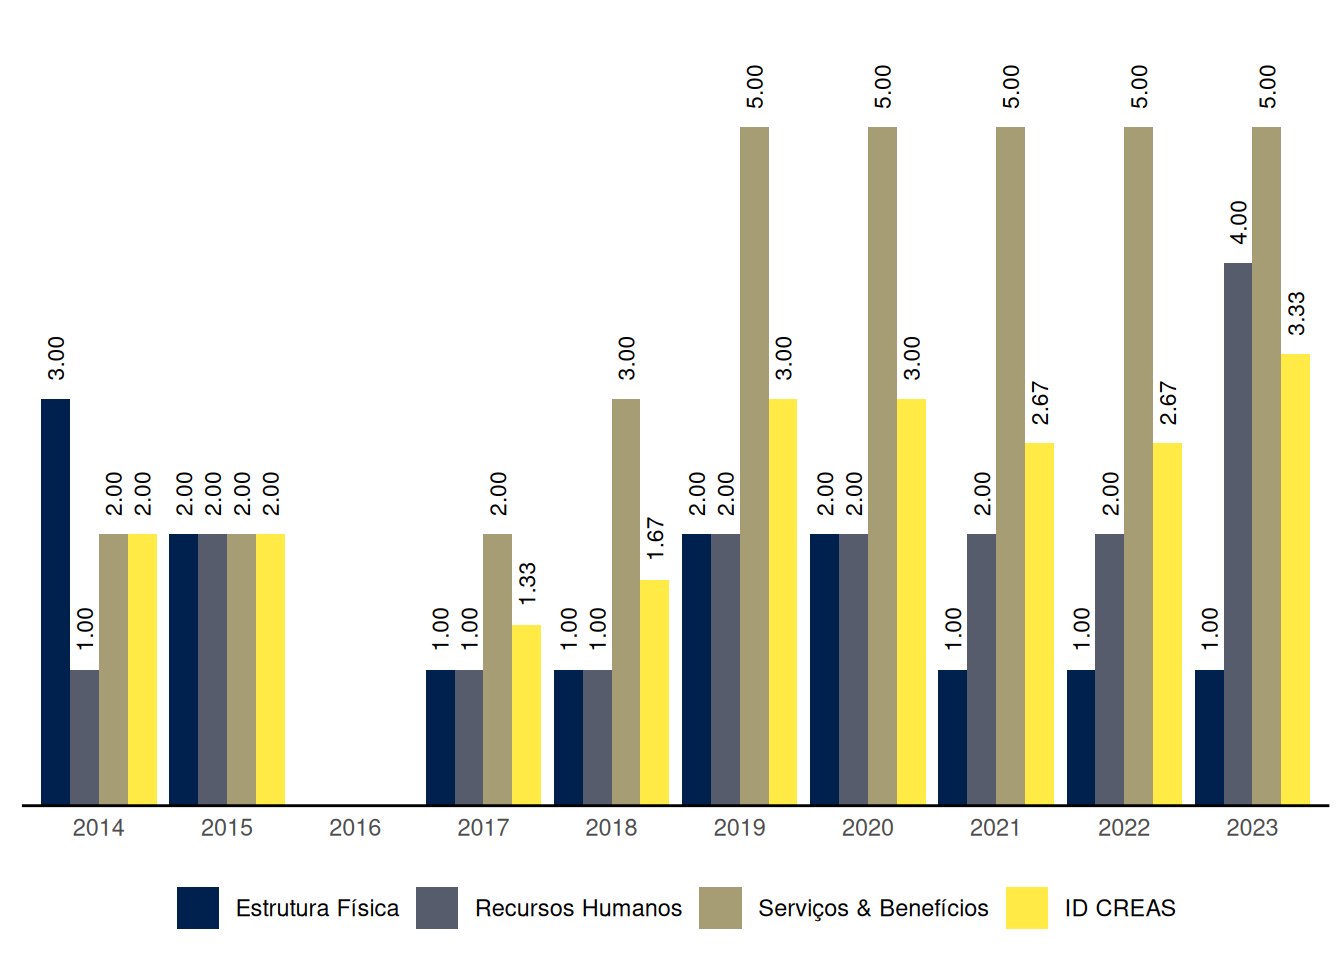 5.00 5.00 5.00 5.00 5.00
4.00
3.33
3.00 3.00 3.00 3.00
2.67 2.67
2.00 2.00 2.00 2.00 2.00 2.00 2.00 2.00 2.00 2.00 2.00 2.00 2.00
1.67
1.33
1.00 1.00 1.00 1.00 1.00 1.00 1.00 1.00
2014 2015 2016 2017 2018 2019 2020 2021 2022 2023
Estrutura Física Recursos Humanos Serviços & Benefícios ID CREAS